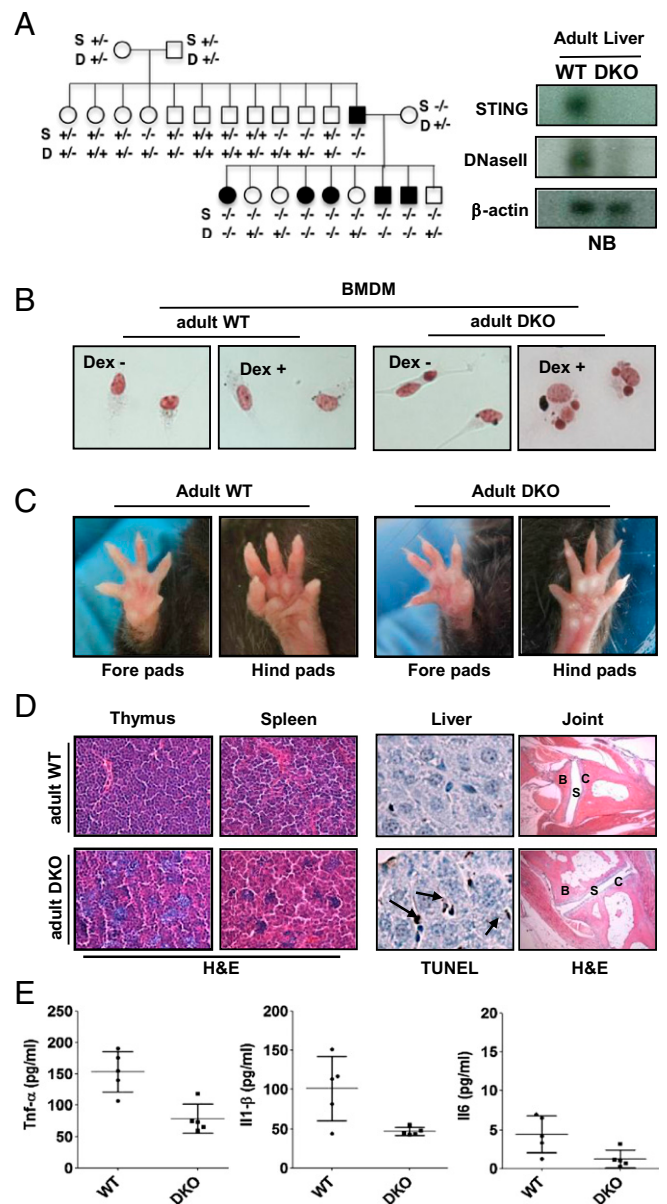 A
S +/-
D +/-
S +/-
D +/-
S -/-
D +/-
S +/- +/- +/- -/- +/- +/- +/- +/+ -/- -/- -/-
D +/- +/+ +/- +/- +/+ +/- +/- +/+ +/+ +/- -/-
S -/- -/- -/- -/- -/- -/- -/- -/- -/-
D -/- +/- +/- -/- -/- +/- -/- -/- +/-
Adult Liver
WT DKO
STING
DNaseII
β-actin
NB
B
BMDM
adult WT adult DKO
Dex - Dex + Dex - Dex +
C
Adult WT Adult DKO
Fore pads Hind pads Fore pads Hind pads
D
Thymus Spleen Liver Joint
adult WT
B S C
adult DKO
B S C
H&E TUNEL H&E
E
Tnf-α (pg/ml)
250
200
150
100
50
0
WT DKO
Il1-β (pg/ml)
200
150
100
50
0
WT DKO
Il6 (pg/ml)
20
15
10
5
0
WT DKO